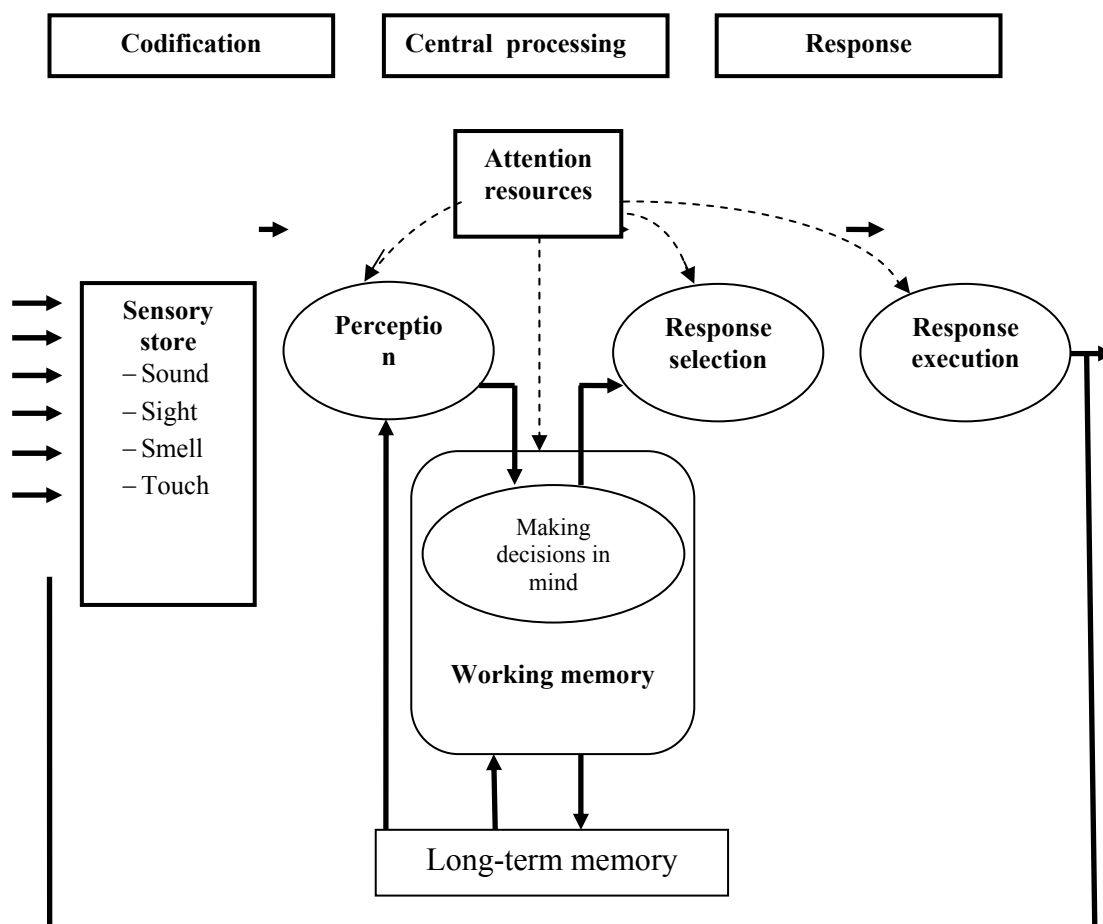 Codification
Central processing
Response
Attention
resources
Sensory
store
– Sound
– Sight
– Smell
– Touch
Perceptio
n
Response
selection
Response
execution
Making
decisions in
mind
Working memory
Long-term memory